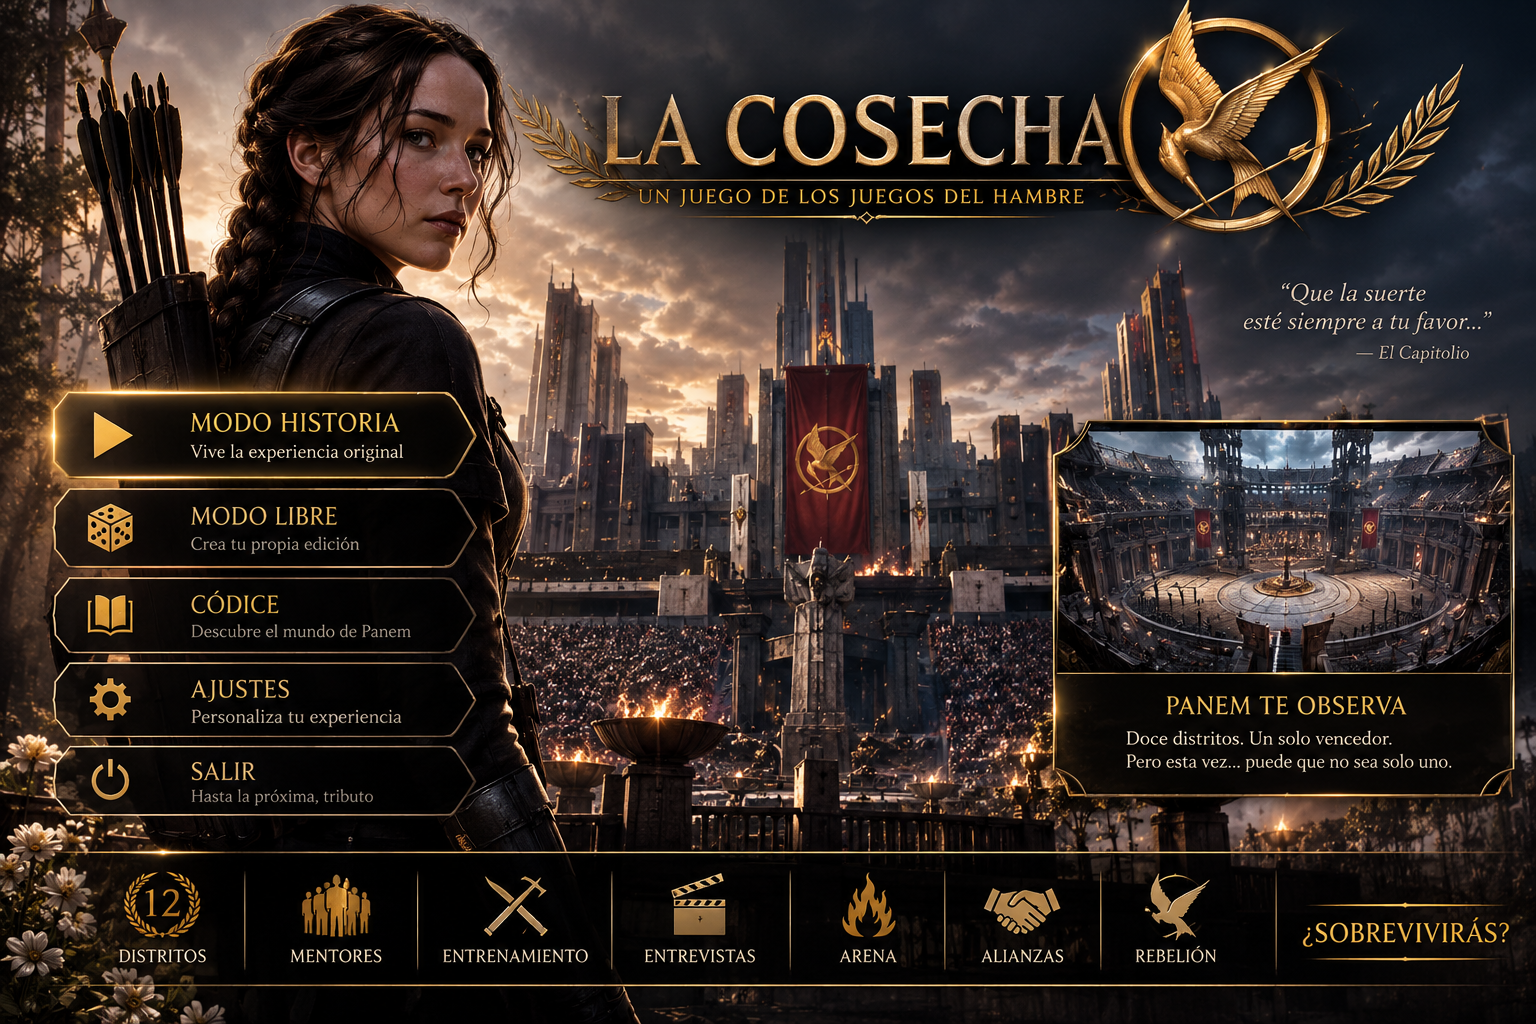 LA COSECHA
UN JUEGO DE LOS JUEGOS DEL HAMBRE
“Que la suerte
esté siempre a tu favor...”
— El Capitolio
MODO HISTORIA
Vive la experiencia original
MODO LIBRE
Crea tu propia edición
CÓDICE
Descubre el mundo de Panem
AJUSTES
Personaliza tu experiencia
SALIR
Hasta la próxima, tributo
PANEM TE OBSERVA
Doce distritos. Un solo vencedor.
Pero esta vez... puede que no sea solo uno.
12
DISTRITOS
MENTORES
ENTRENAMIENTO
ENTREVISTAS
ARENA
ALIANZAS
REBELIÓN
¿SOBREVIVIRÁS?